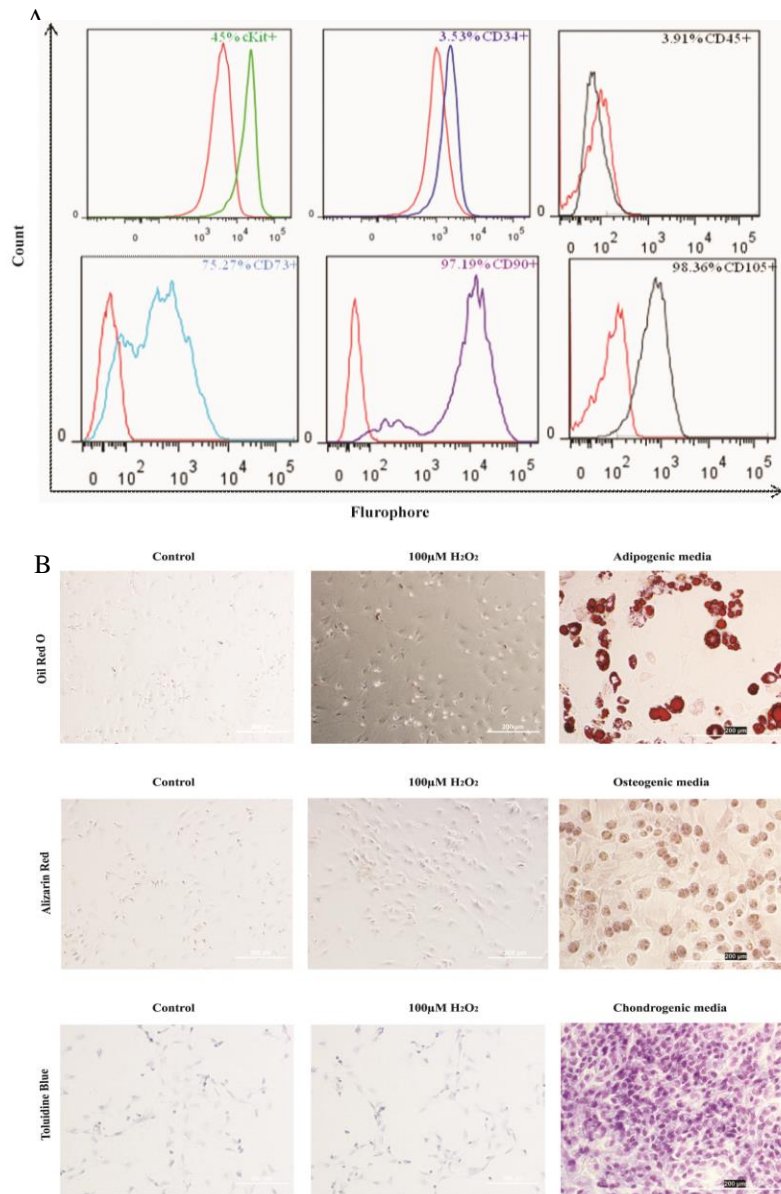 A
45% cKit+
3.53% CD34+
3.91% CD45+
0
0 10³ 10⁴ 10⁵
0
0 10³ 10⁴ 10⁵
0
0 10² 10³ 10⁴ 10⁵
Count
75.27% CD73+
97.19% CD90+
98.36% CD105+
0
0 10² 10³ 10⁴ 10⁵
0
0 10² 10³ 10⁴ 10⁵
0
0 10² 10³ 10⁴ 10⁵
Flurophore
B
Control
100µM H₂O₂
Adipogenic media
Oil Red O
200µm
200 µm
Control
100µM H₂O₂
Osteogenic media
Alizarin Red
200 µm
Control
100µM H₂O₂
Chondrogenic media
Toluidine Blue
200 µm